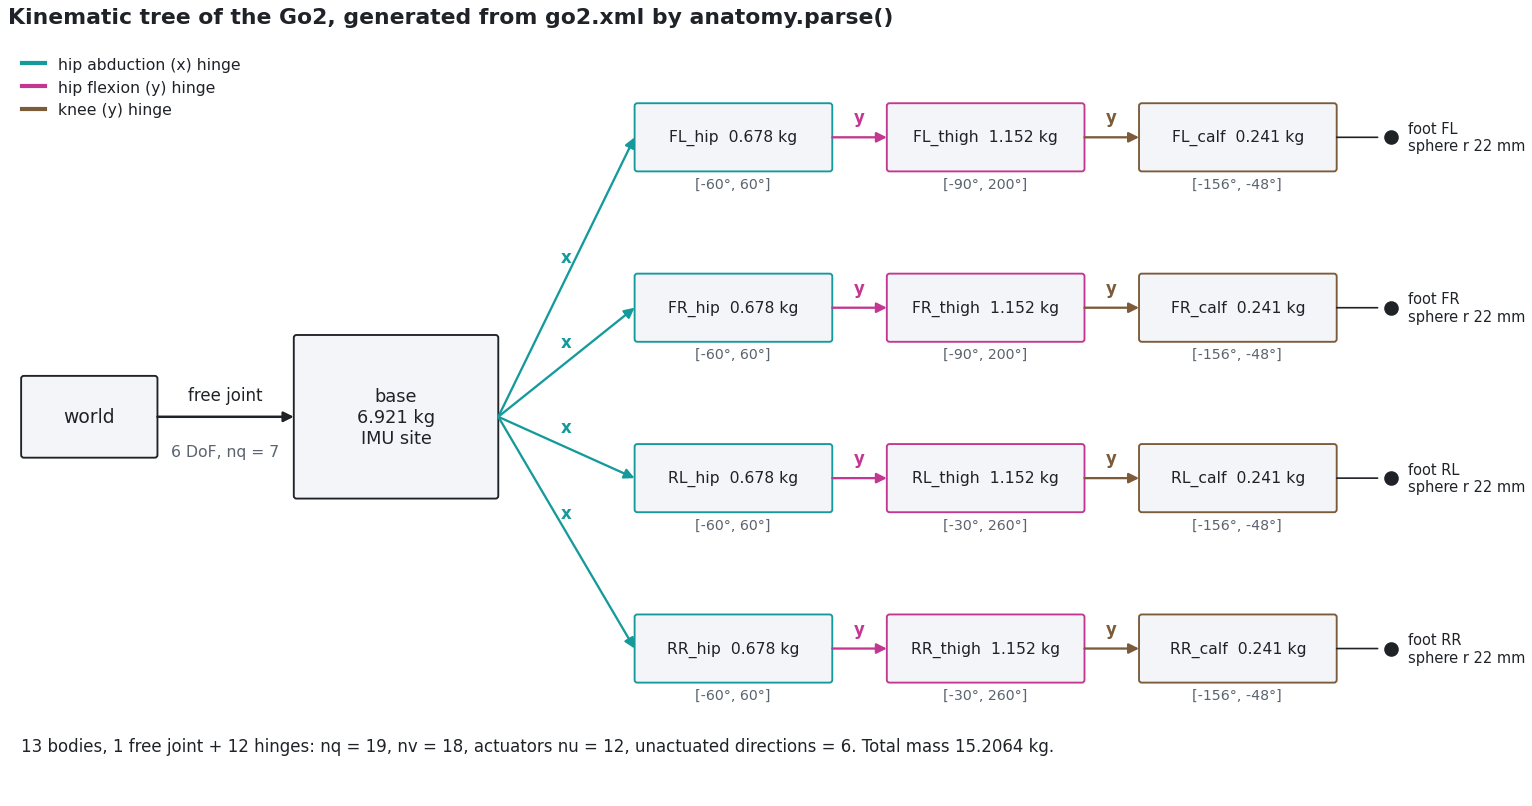 Kinematic tree of the Go2, generated from go2.xml by anatomy.parse()
hip abduction (x) hinge
hip flexion (y) hinge
knee (y) hinge
world
free joint
6 DoF, nq = 7
base
6.921 kg
IMU site
x
FL_hip 0.678 kg
[-60°, 60°]
y
FL_thigh 1.152 kg
[-90°, 200°]
y
FL_calf 0.241 kg
[-156°, -48°]
foot FL
sphere r 22 mm
x
FR_hip 0.678 kg
[-60°, 60°]
y
FR_thigh 1.152 kg
[-90°, 200°]
y
FR_calf 0.241 kg
[-156°, -48°]
foot FR
sphere r 22 mm
x
RL_hip 0.678 kg
[-60°, 60°]
y
RL_thigh 1.152 kg
[-30°, 260°]
y
RL_calf 0.241 kg
[-156°, -48°]
foot RL
sphere r 22 mm
x
RR_hip 0.678 kg
[-60°, 60°]
y
RR_thigh 1.152 kg
[-30°, 260°]
y
RR_calf 0.241 kg
[-156°, -48°]
foot RR
sphere r 22 mm
13 bodies, 1 free joint + 12 hinges: nq = 19, nv = 18, actuators nu = 12, unactuated directions = 6. Total mass 15.2064 kg.